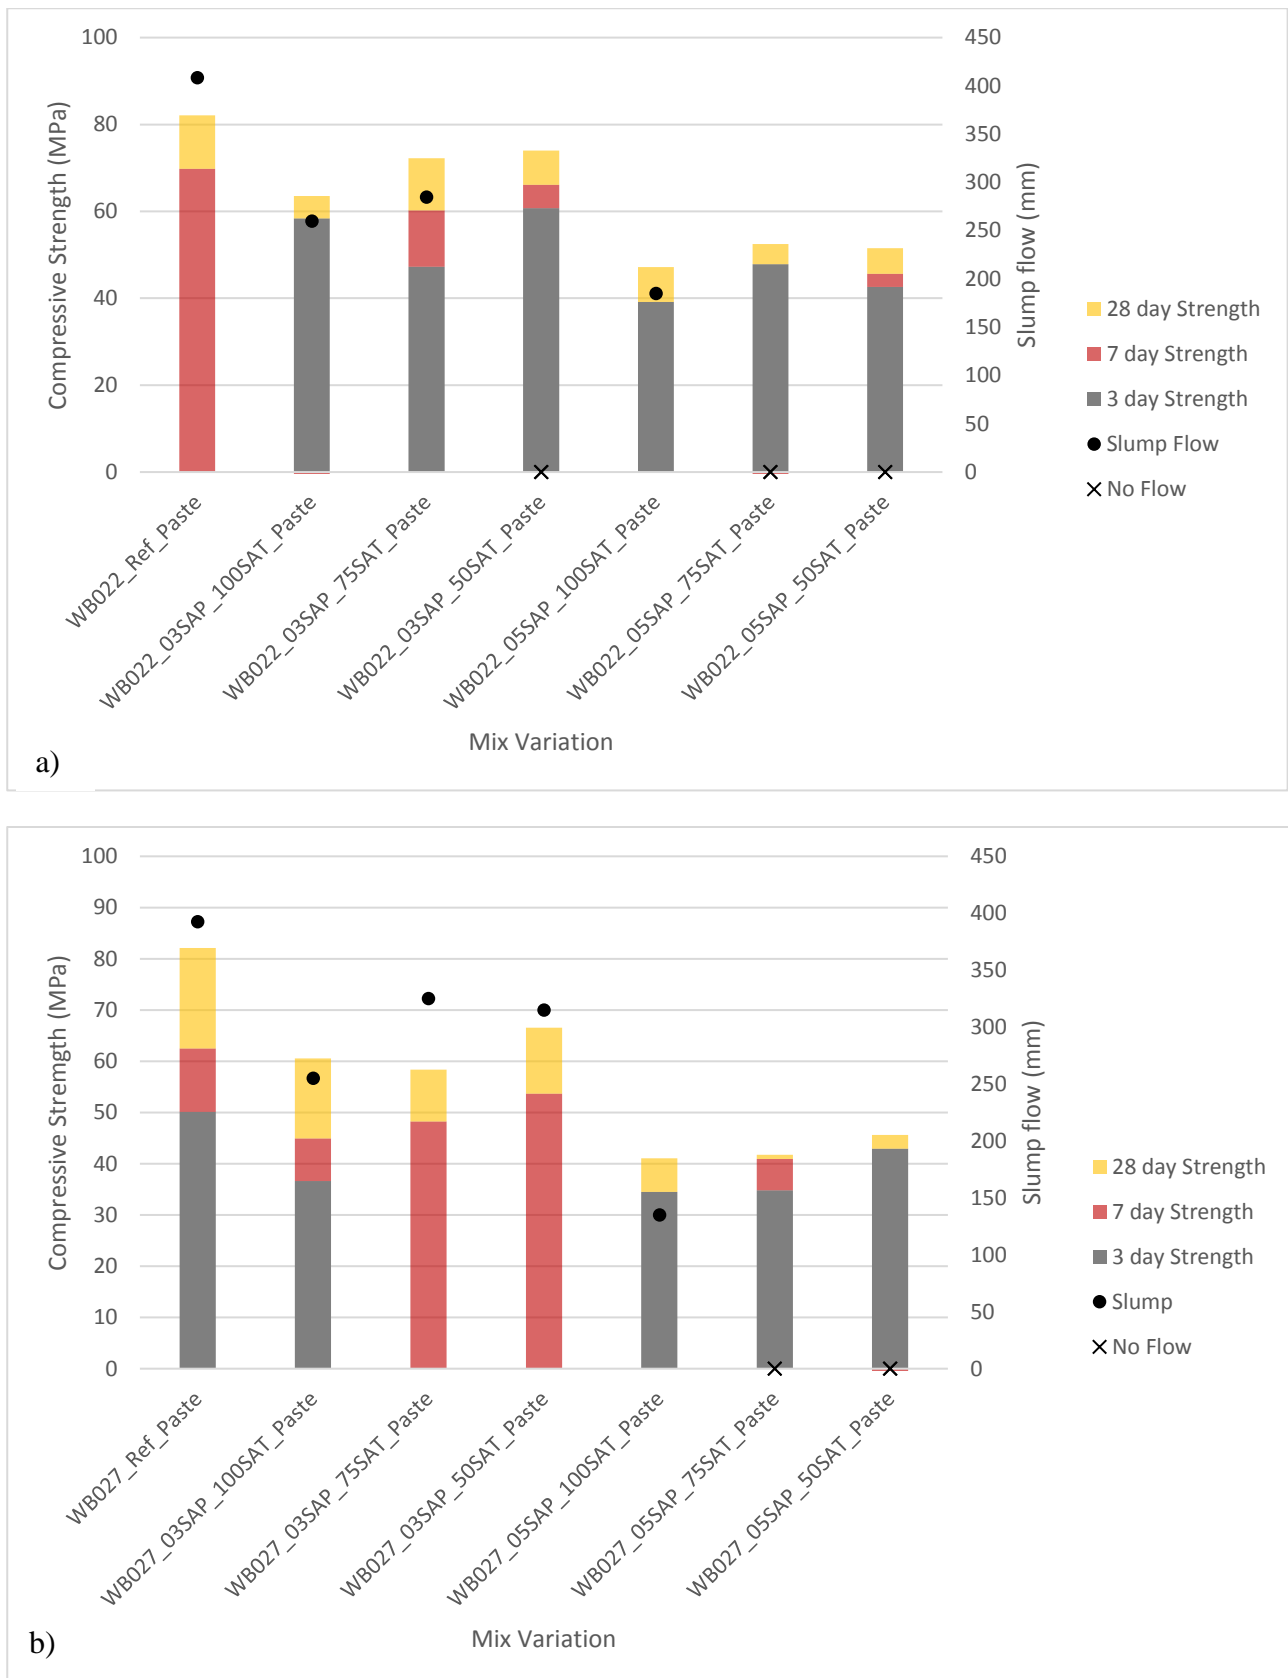 100
80
60
40
20
0
Compressive Strength (MPa)
450
400
350
300
250
200
150
100
50
0
Slump flow (mm)
28 day Strength
7 day Strength
3 day Strength
Slump Flow
No Flow
WB022_Ref_Paste
WB022_03SAP_100SAT_Paste
WB022_03SAP_75SAT_Paste
WB022_03SAP_50SAT_Paste
WB022_05SAP_100SAT_Paste
WB022_05SAP_75SAT_Paste
WB022_05SAP_50SAT_Paste
Mix Variation
a)
100
90
80
70
60
50
40
30
20
10
0
Compressive Stremgth (MPa)
450
400
350
300
250
200
150
100
50
0
Slump flow (mm)
28 day Strength
7 day Strength
3 day Strength
Slump
No Flow
WB027_Ref_Paste
WB027_03SAP_100SAT_Paste
WB027_03SAP_75SAT_Paste
WB027_03SAP_50SAT_Paste
WB027_05SAP_100SAT_Paste
WB027_05SAP_75SAT_Paste
WB027_05SAP_50SAT_Paste
Mix Variation
b)